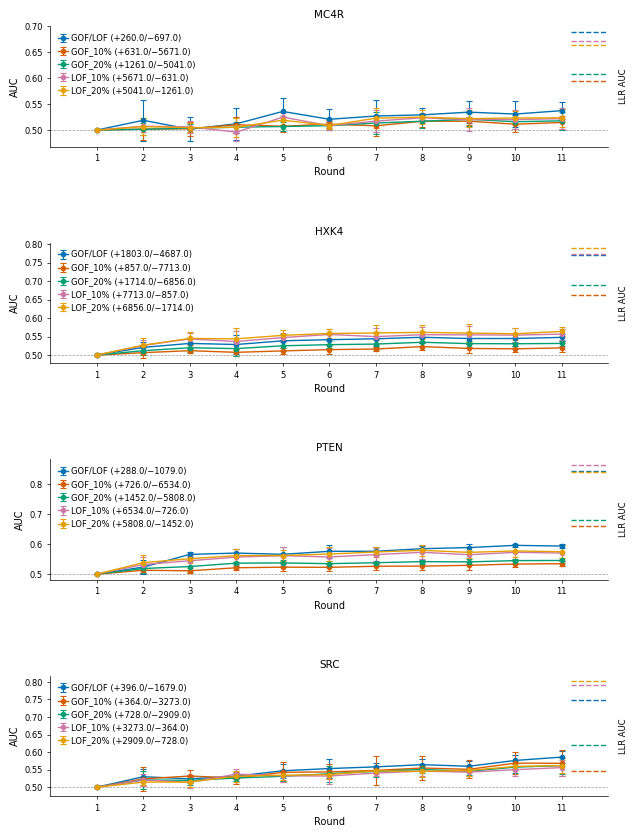 MC4R
AUC
0.70
0.65
0.60
0.55
0.50
GOF/LOF (+260.0/−697.0)
GOF_10% (+631.0/−5671.0)
GOF_20% (+1261.0/−5041.0)
LOF_10% (+5671.0/−631.0)
LOF_20% (+5041.0/−1261.0)
LLR AUC
1 2 3 4 5 6 7 8 9 10 11
Round
HXK4
AUC
0.80
0.75
0.70
0.65
0.60
0.55
0.50
GOF/LOF (+1803.0/−4687.0)
GOF_10% (+857.0/−7713.0)
GOF_20% (+1714.0/−6856.0)
LOF_10% (+7713.0/−857.0)
LOF_20% (+6856.0/−1714.0)
LLR AUC
1 2 3 4 5 6 7 8 9 10 11
Round
PTEN
AUC
0.8
0.7
0.6
0.5
GOF/LOF (+288.0/−1079.0)
GOF_10% (+726.0/−6534.0)
GOF_20% (+1452.0/−5808.0)
LOF_10% (+6534.0/−726.0)
LOF_20% (+5808.0/−1452.0)
LLR AUC
1 2 3 4 5 6 7 8 9 10 11
Round
SRC
AUC
0.80
0.75
0.70
0.65
0.60
0.55
0.50
GOF/LOF (+396.0/−1679.0)
GOF_10% (+364.0/−3273.0)
GOF_20% (+728.0/−2909.0)
LOF_10% (+3273.0/−364.0)
LOF_20% (+2909.0/−728.0)
LLR AUC
1 2 3 4 5 6 7 8 9 10 11
Round